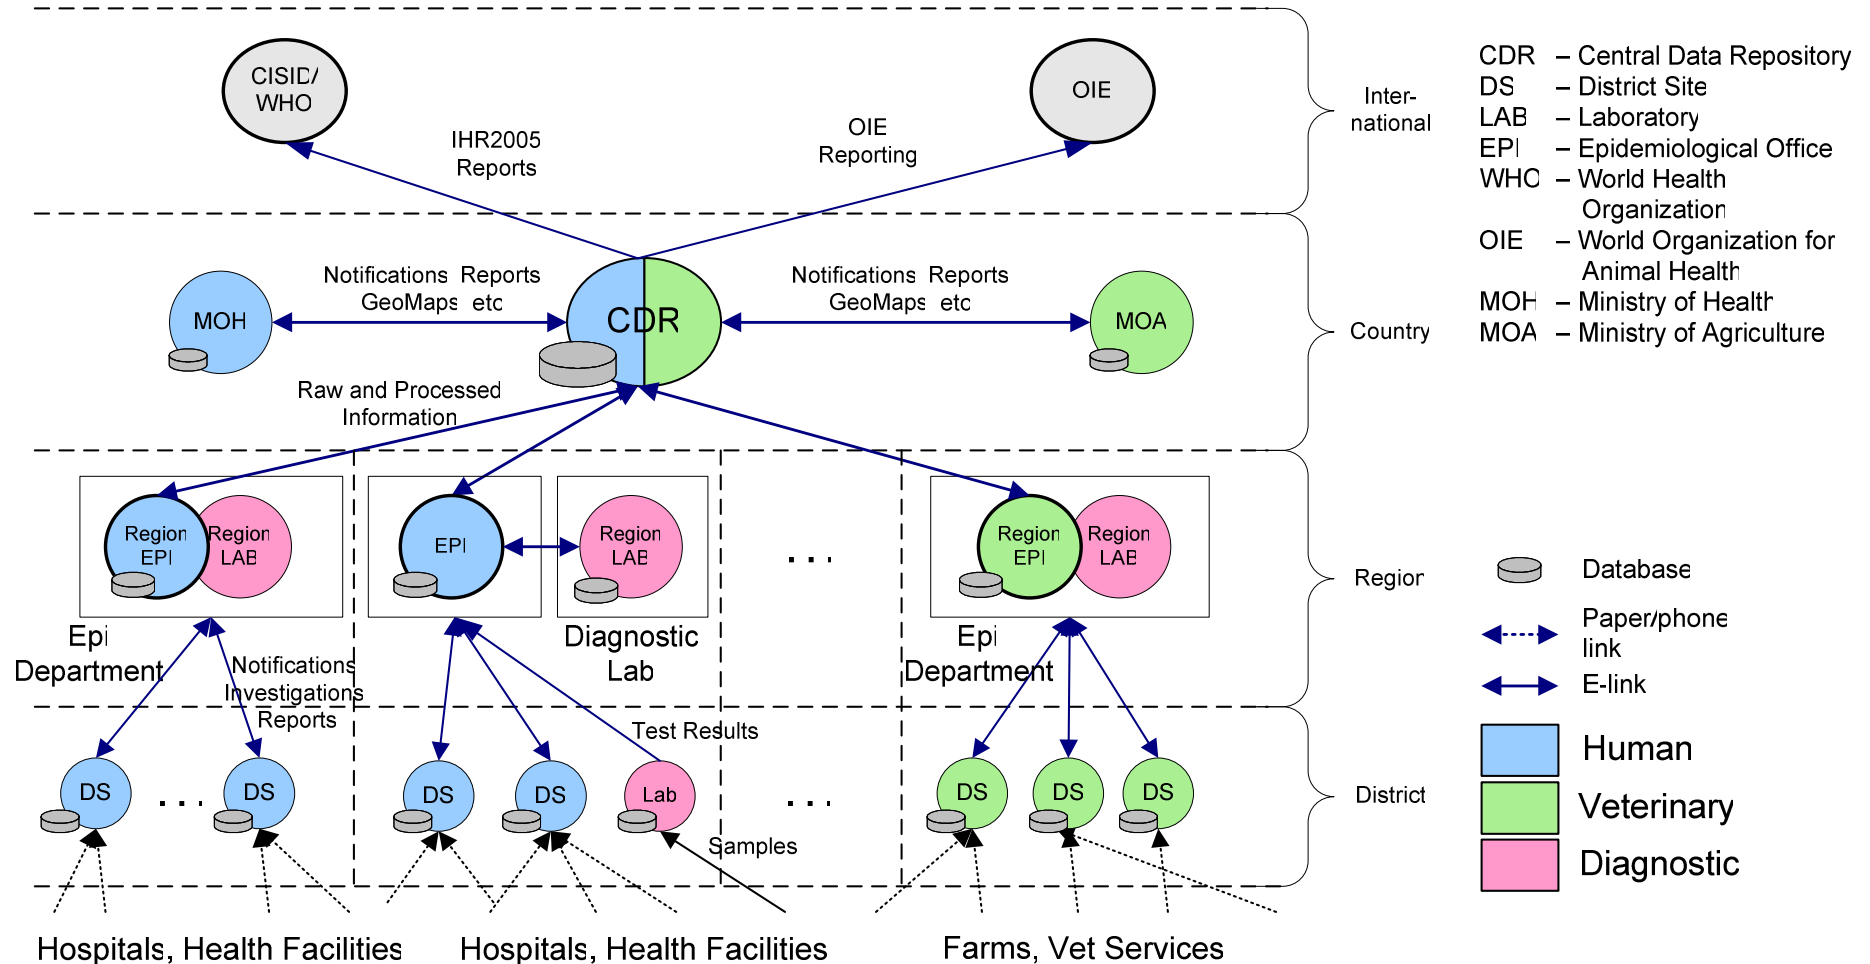 CISID/
WHO
OIE
IHR2005
Reports
OIE
Reporting
Inter-
national
CDR – Central Data Repository
DS – District Site
LAB – Laboratory
EPI – Epidemiological Office
WHO – World Health
Organization
OIE – World Organization for
Animal Health
MOH – Ministry of Health
MOA – Ministry of Agriculture
MOH
Notifications Reports
GeoMaps etc
CDR
Notifications Reports
GeoMaps etc
MOA
Country
Raw and Processed
Information
Region
EPI
Region
LAB
EPI
Region
LAB
. . .
Region
EPI
Region
LAB
Region
Epi
Department
Diagnostic
Lab
Epi
Department
Notifications
Investigations
Reports
Test Results
DS
. . .
DS
DS
DS
Lab
. . .
DS
DS
DS
District
Samples
Hospitals, Health Facilities
Hospitals, Health Facilities
Farms, Vet Services
Database
Paper/phone
link
E-link
Human
Veterinary
Diagnostic